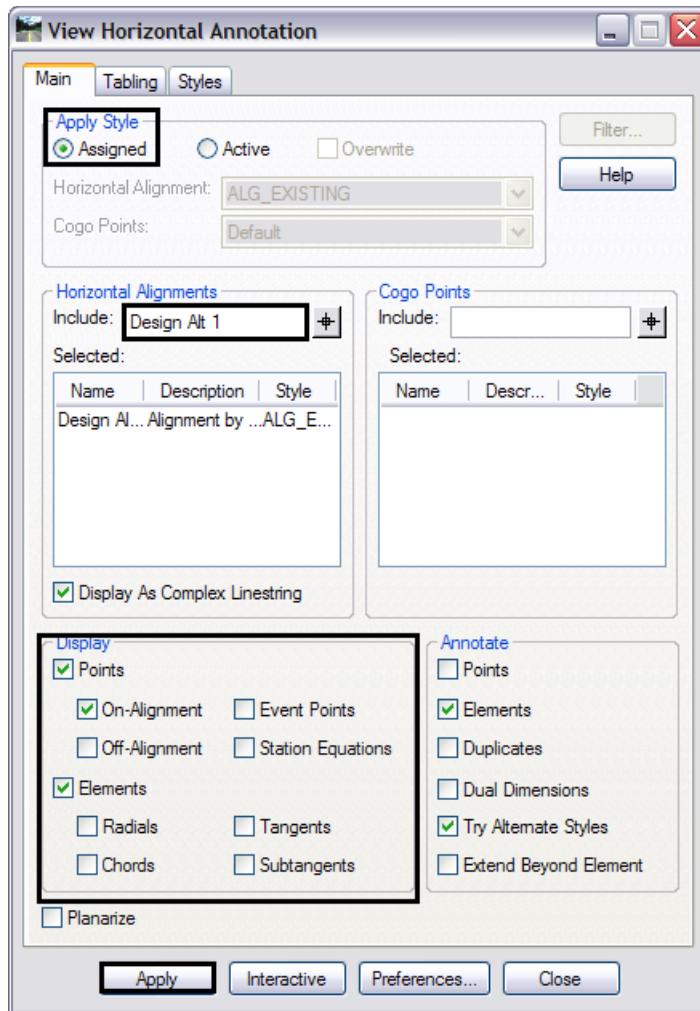 View Horizontal Annotation
Main Tabling Styles
Apply Style
Assigned Active Overwrite
Filter...
Help
Horizontal Alignment: ALG_EXISTING
Cogo Points: Default
Horizontal Alignments
Include: Design Alt 1
Selected:
Name Description Style
Design Al... Alignment by ...ALG_E...
Display As Complex Linestring
Cogo Points
Include:
Selected:
Name Descr... Style
Display
Points
On-Alignment Event Points
Off-Alignment Station Equations
Elements
Radials Tangents
Chords Subtangents
Annotate
Points
Elements
Duplicates
Dual Dimensions
Try Alternate Styles
Extend Beyond Element
Planarize
Apply Interactive Preferences... Close